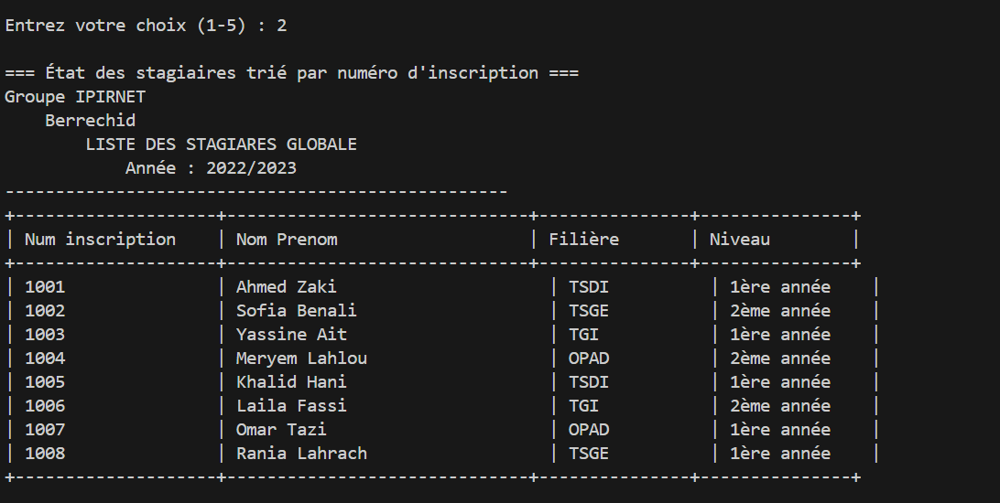 Entrez votre choix (1-5) : 2
=== État des stagiaires trié par numéro d'inscription ===
Groupe IPIRNET
    Berrechid
        LISTE DES STAGIARES GLOBALE
            Année : 2022/2023
--------------------------------------------------
+--------------------+------------------------------+---------------+---------------+
| Num inscription    | Nom Prenom                   | Filière       | Niveau        |
+--------------------+------------------------------+---------------+---------------+
| 1001               | Ahmed Zaki                     | TSDI          | 1ère année    |
| 1002               | Sofia Benali                   | TSGE          | 2ème année    |
| 1003               | Yassine Ait                    | TGI           | 1ère année    |
| 1004               | Meryem Lahlou                  | OPAD          | 2ème année    |
| 1005               | Khalid Hani                    | TSDI          | 1ère année    |
| 1006               | Laila Fassi                    | TGI           | 2ème année    |
| 1007               | Omar Tazi                      | OPAD          | 1ère année    |
| 1008               | Rania Lahrach                  | TSGE          | 1ère année    |
+--------------------+------------------------------+---------------+---------------+